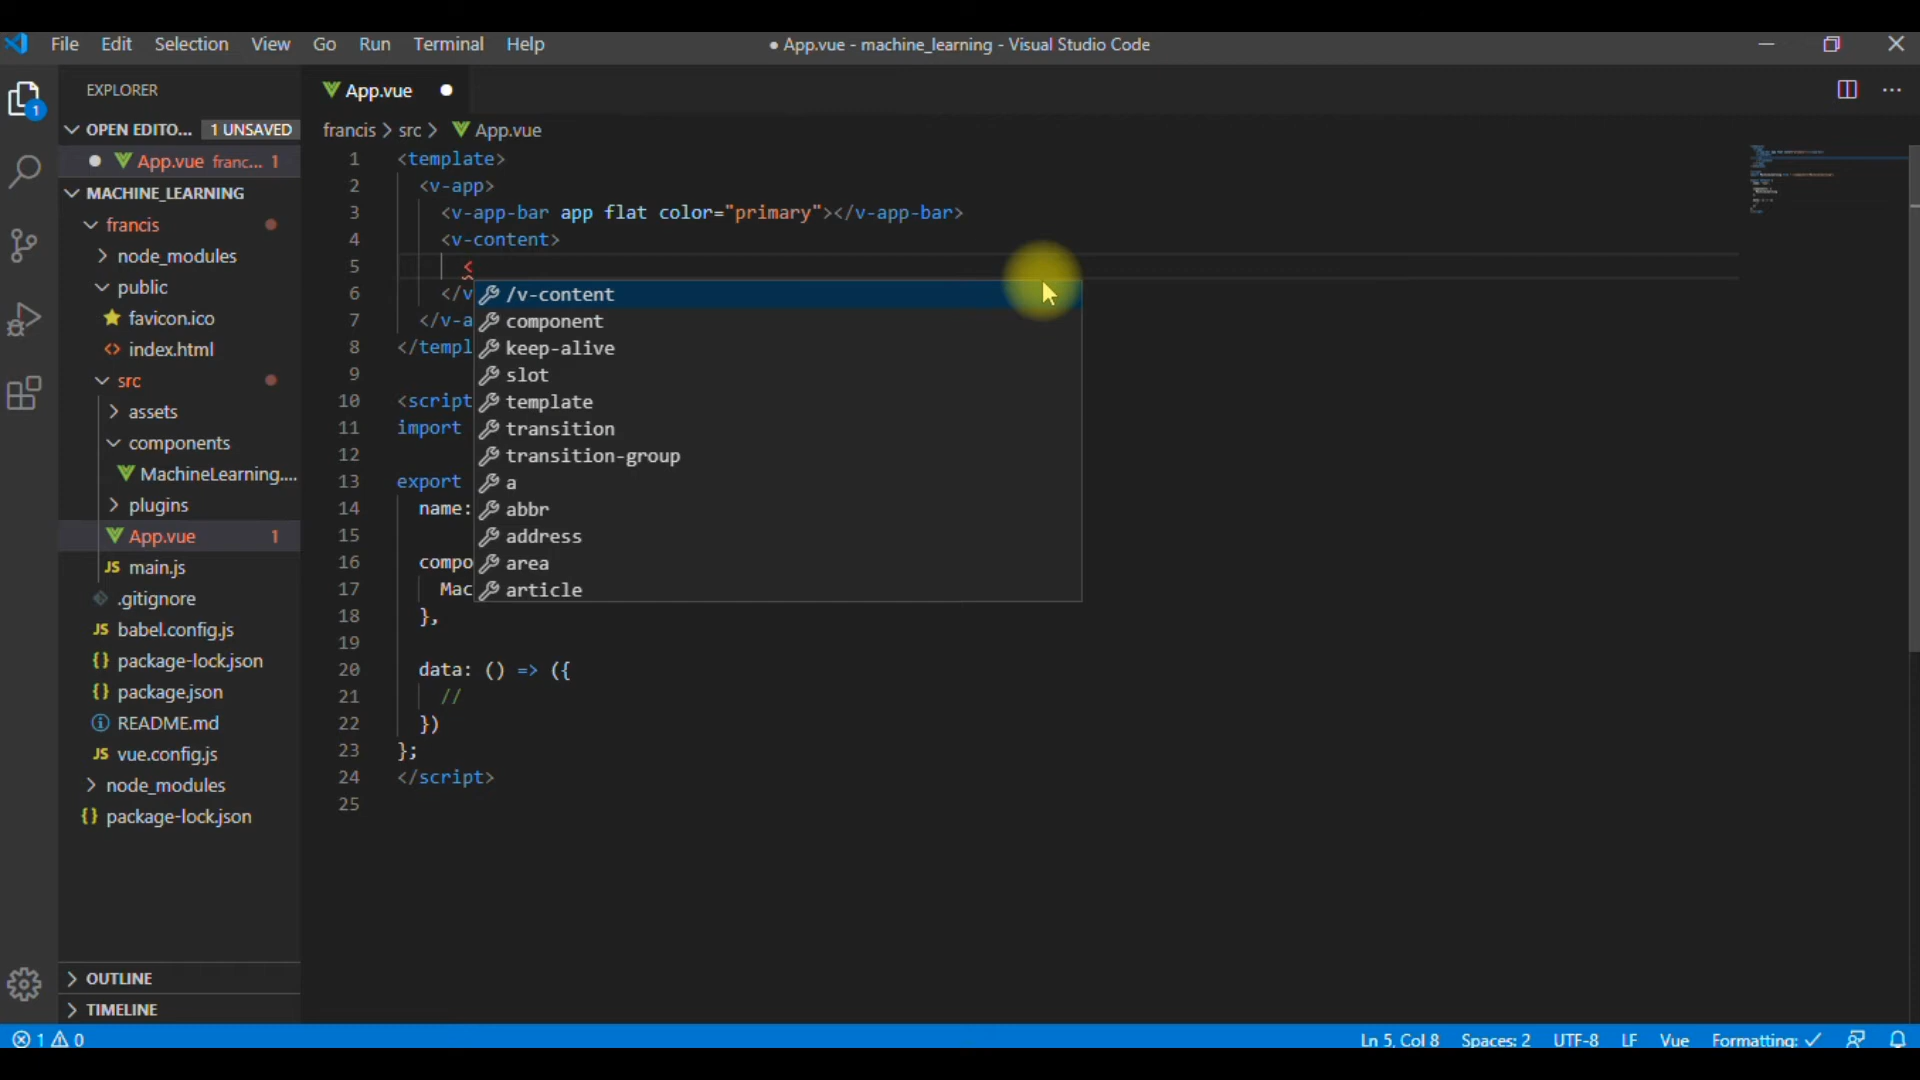 File Edit Selection View Go Run Terminal Help
● App.vue - machine_learning - Visual Studio Code
EXPLORER
OPEN EDITO... 1 UNSAVED
App.vue franc... 1
MACHINE_LEARNING
francis
node_modules
public
favicon.ico
index.html
src
assets
components
MachineLearning....
plugins
App.vue 1
main.js
.gitignore
babel.config.js
package-lock.json
package.json
README.md
vue.config.js
node_modules
package-lock.json
OUTLINE
TIMELINE
1
App.vue
francis > src > App.vue
1 <template>
2 <v-app>
3 <v-app-bar app flat color="primary"></v-app-bar>
4 <v-content>
5 <
6 </v
7 </v-a
8 </templ
9
10 <script
11 import
12
13 export
14 name:
15
16 compo
17 Mac
18 },
19
20 data: () => ({
21 //
22 })
23 };
24 </script>
25
/v-content
component
keep-alive
slot
template
transition
transition-group
a
abbr
address
area
article
1 0
Ln 5, Col 8 Spaces: 2 UTF-8 LF Vue Formatting: ✓